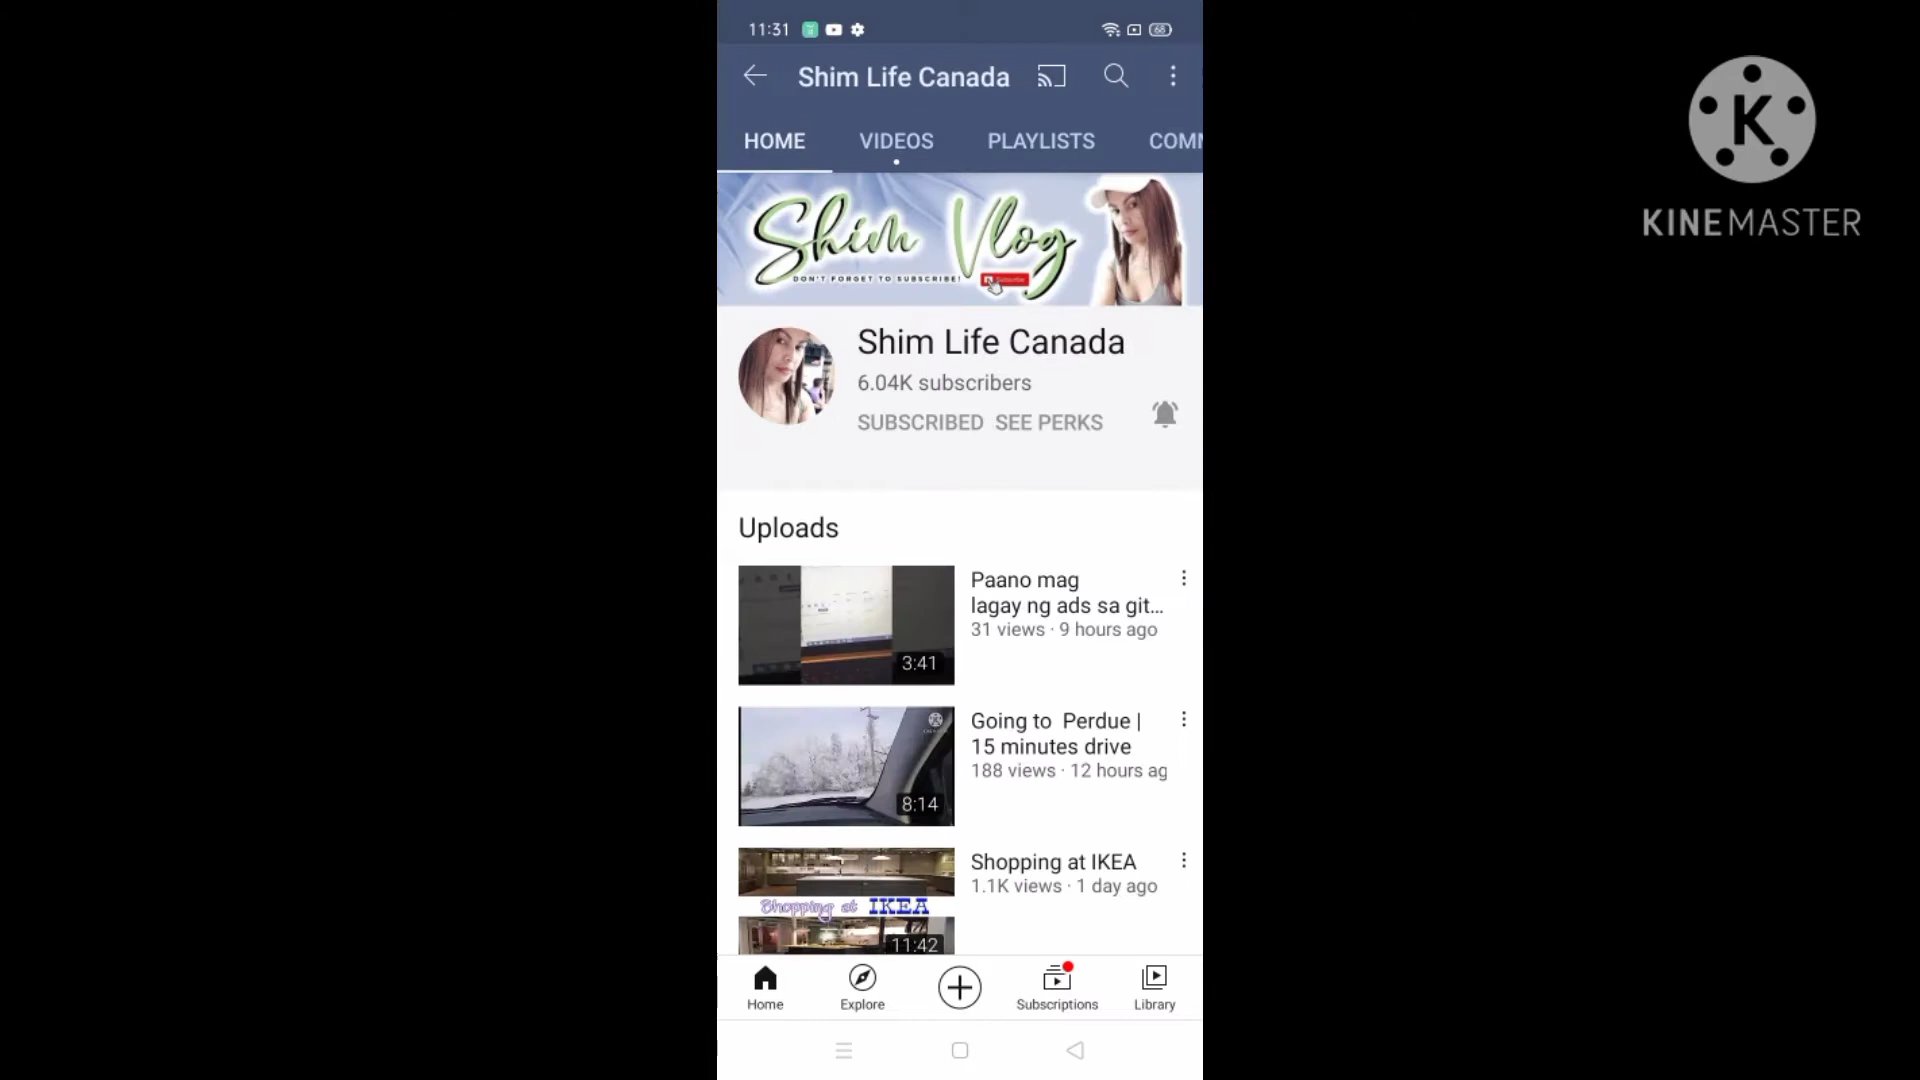 11:31
68
Shim Life Canada
HOME VIDEOS PLAYLISTS COMM
Shim Vlog
DON'T FORGET TO SUBSCRIBE!
Shim Life Canada
6.04K subscribers
SUBSCRIBED SEE PERKS
Uploads
Paano mag
lagay ng ads sa git...
31 views · 9 hours ago
3:41
Going to Perdue |
15 minutes drive
188 views · 12 hours ag
8:14
Shopping at IKEA
1.1K views · 1 day ago
Shopping at IKEA
11:42
Home Explore Subscriptions Library
K
KINEMASTER